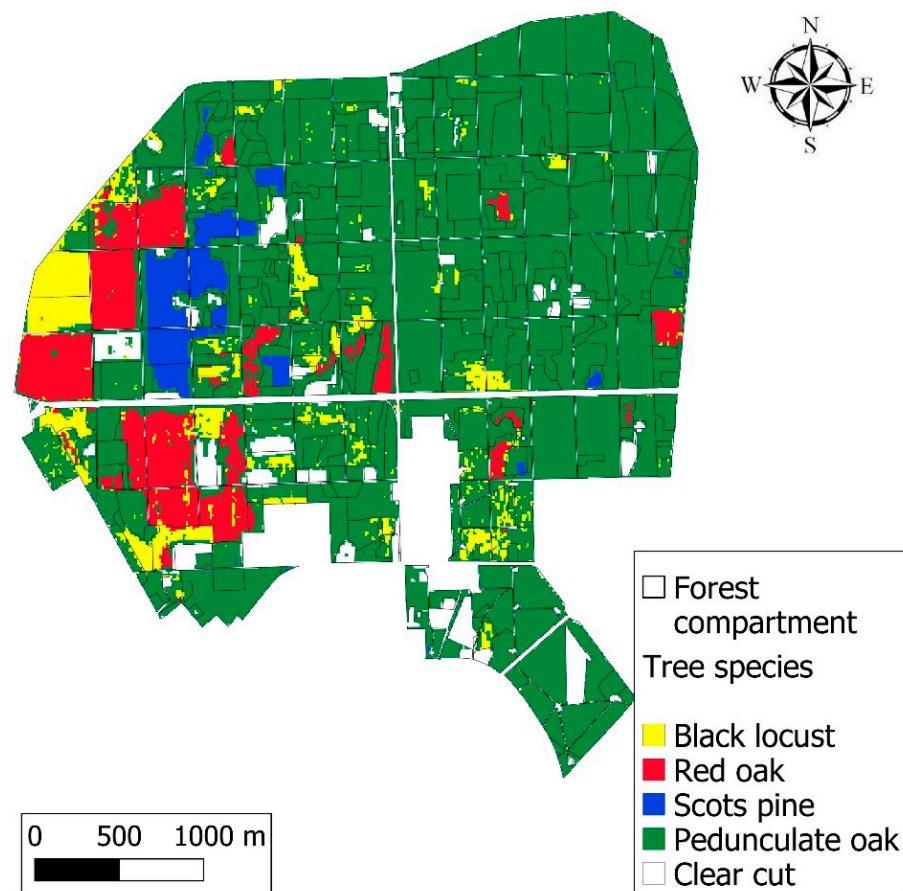 N
W E
S
Forest
compartment
Tree species
Black locust
Red oak
Scots pine
Pedunculate oak
Clear cut
0 500 1000 m